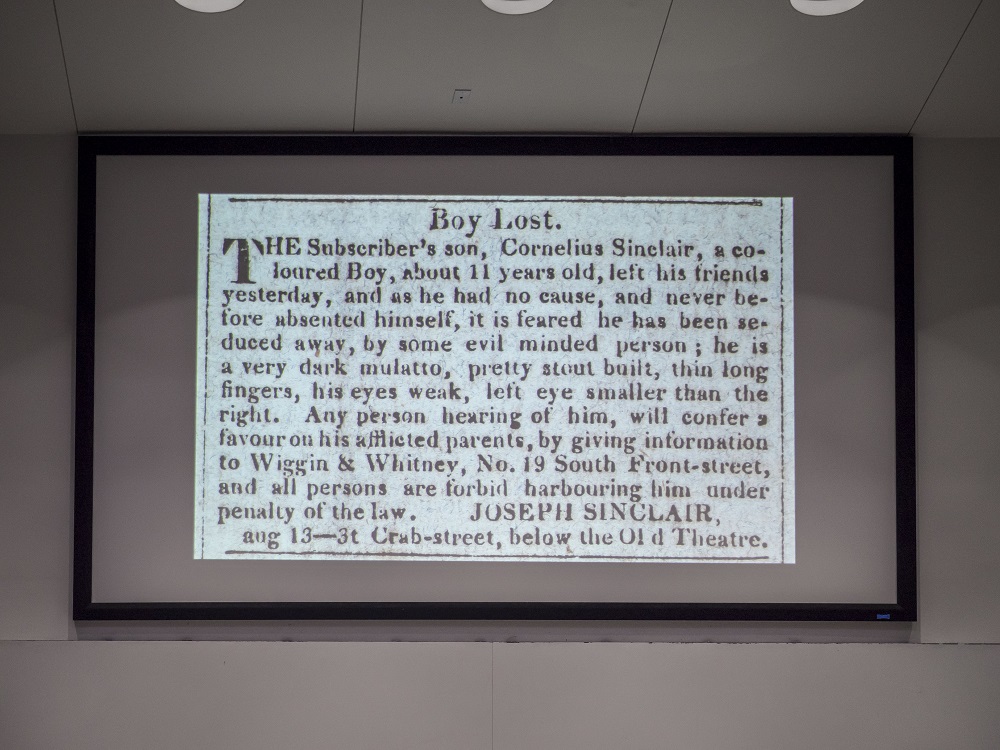 Boy Lost.
THE Subscriber's son, Cornelius Sinclair, a co-
loured Boy, about 11 years old, left his friends
yesterday, and as he had no cause, and never be-
fore absented himself, it is feared he has been se-
duced away, by some evil minded person; he is
a very dark mulatto, pretty stout built, thin long
fingers, his eyes weak, left eye smaller than the
right. Any person hearing of him, will confer a
favour on his afflicted parents, by giving information
to Wiggin & Whitney, No. 19 South Front-street,
and all persons are forbid harbouring him under
penalty of the law. JOSEPH SINCLAIR,
aug 13—3t Crab-street, below the Old Theatre.